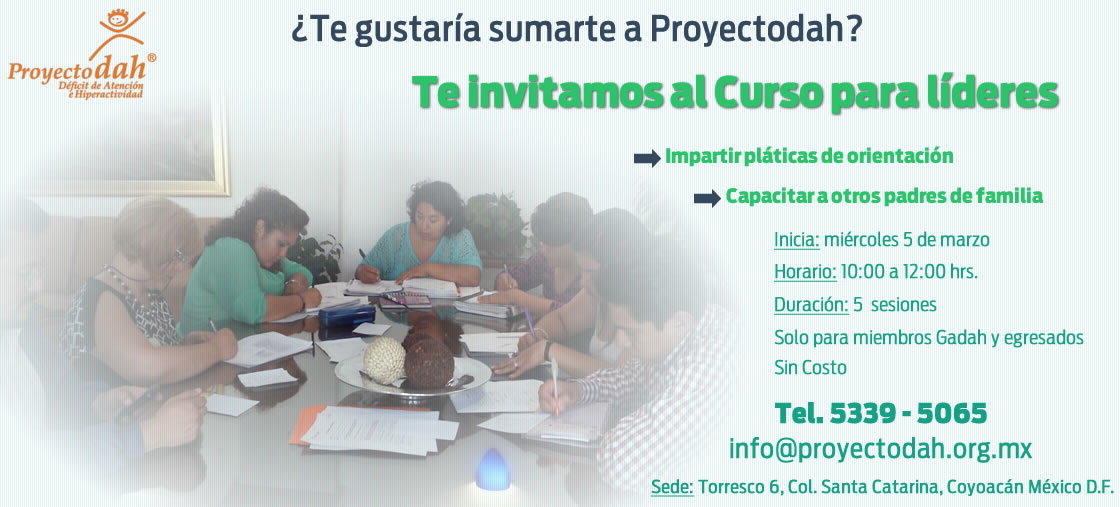 ¿Te gustaría sumarte a Proyectodah?
Proyectodah®
Déficit de Atención
e Hiperactividad
Te invitamos al Curso para líderes
Impartir pláticas de orientación
Capacitar a otros padres de familia
Inicia: miércoles 5 de marzo
Horario: 10:00 a 12:00 hrs.
Duración: 5 sesiones
Solo para miembros Gadah y egresados
Sin Costo
Tel. 5339 - 5065
info@proyectodah.org.mx
Sede: Torresco 6, Col. Santa Catarina, Coyoacán México D.F.